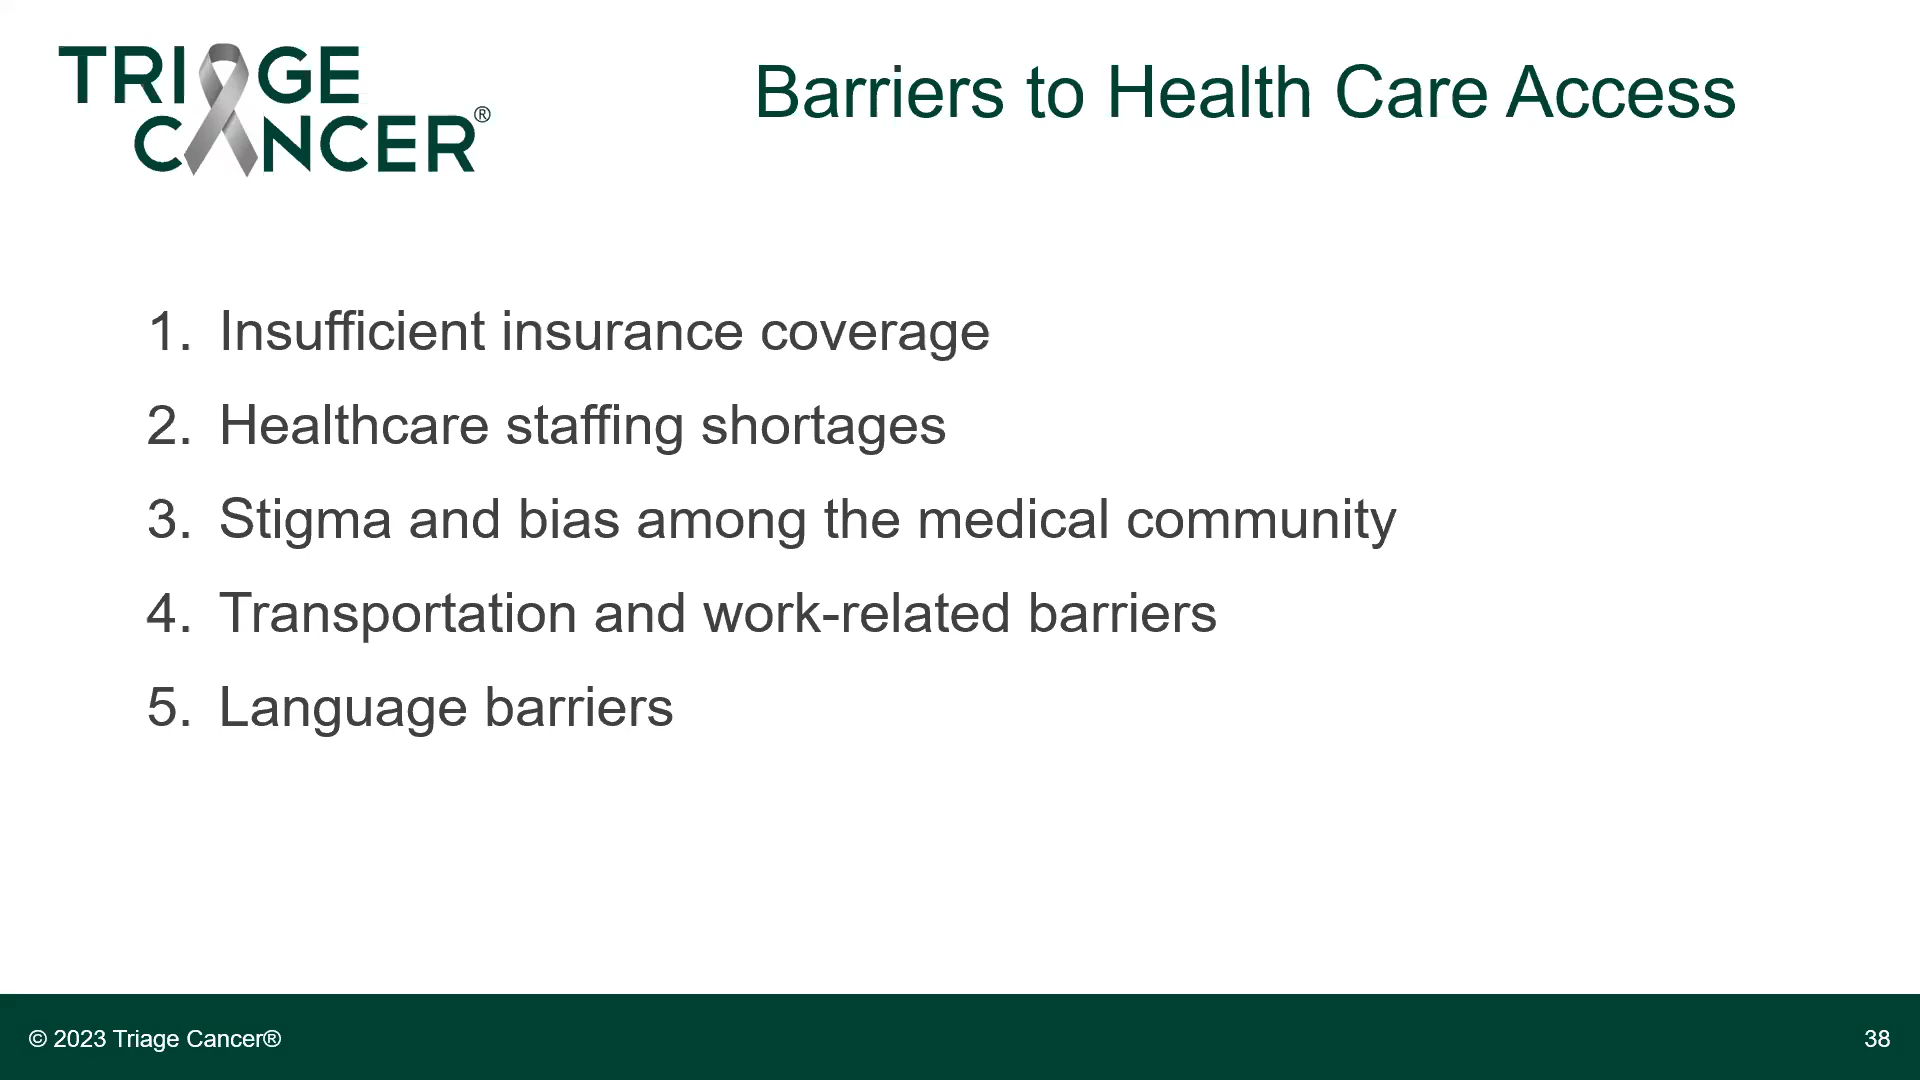 TRIAGE
CANCER®
Barriers to Health Care Access
1. Insufficient insurance coverage
2. Healthcare staffing shortages
3. Stigma and bias among the medical community
4. Transportation and work-related barriers
5. Language barriers
© 2023 Triage Cancer®
38